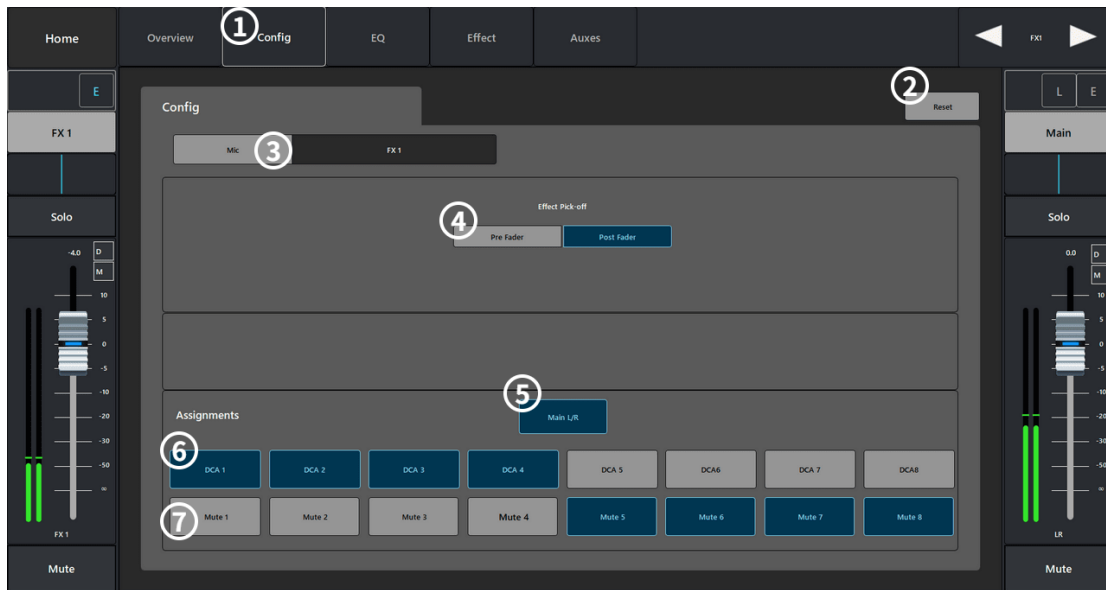 Home
Overview
1
Config
EQ
Effect
Auxes
FX1
E
FX 1
Solo
-4.0
D
M
10
5
0
-5
-10
-20
-30
-50
∞
FX 1
Mute
Config
2
Reset
Mic
3
FX 1
Effect Pick-off
4
Pre Fader
Post Fader
5
Assignments
Main L/R
6
DCA 1
DCA 2
DCA 3
DCA 4
DCA 5
DCA6
DCA 7
DCA8
7
Mute 1
Mute 2
Mute 3
Mute 4
Mute 5
Mute 6
Mute 7
Mute 8
L
E
Main
Solo
0.0
D
M
10
5
0
-5
-10
-20
-30
-50
∞
LR
Mute